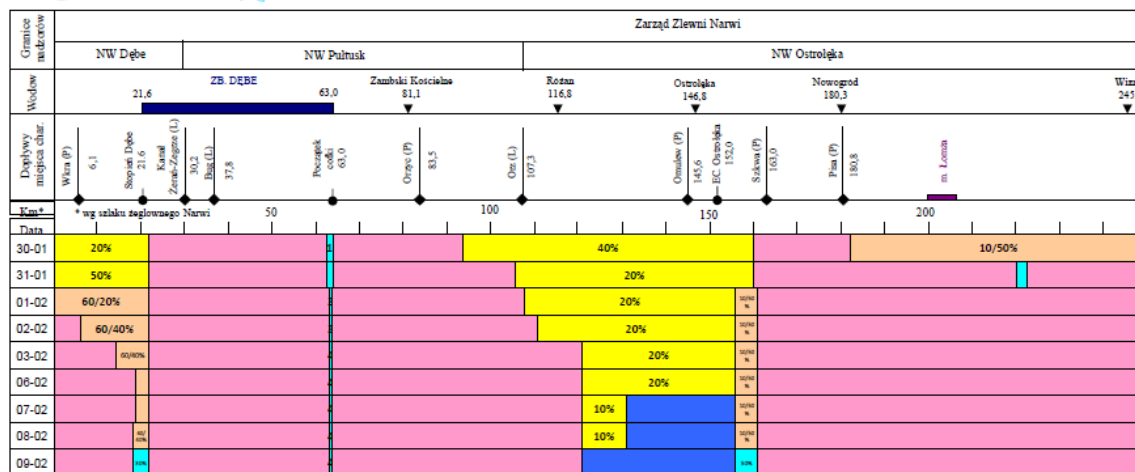 Granice nadzorów
Zarząd Zlewni Narwi
NW Dębe
NW Pułtusk
NW Ostrołęka
Wodow
ZB. DĘBE
21,6
63,0
Zambski Kościelne
81,1
Różan
116,8
Ostrołęka
146,8
Nowogród
180,3
245
Dopływy
miejsca char.
Wkra (P)
6,1
Stopień Dębe
21.6
Kanał
Żerań-Zegrze (L)
30,2
Bug (L)
37,8
Początek
cofki
63,0
Orzyc (P)
83,5
Orz (L)
107,3
Omulew (P)
145,6
EC. Ostrołęka
152,0
Szkwa (P)
163,0
Pisa (P)
180,8
m. Łomża
Km*
* wg szlaku żeglownego Narwi
50
100
150
200
Data
30-01
20%
40%
10/50%
31-01
50%
20%
01-02
60/20%
20%
02-02
60/40%
20%
03-02
60/40%
20%
06-02
20%
07-02
10%
08-02
10%
09-02